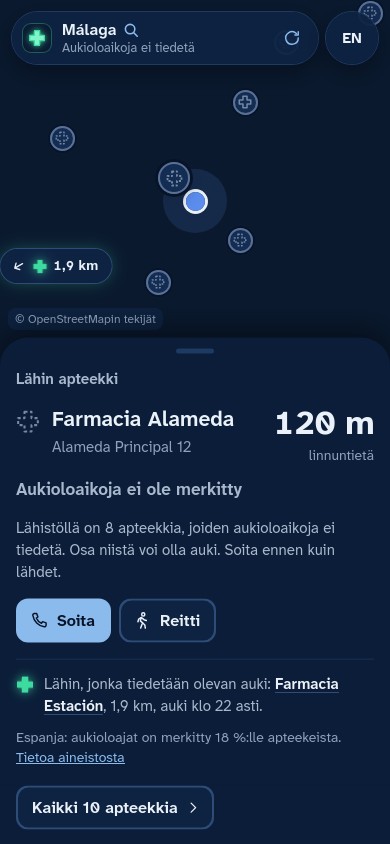 Málaga
Aukioloaikoja ei tiedetä
EN
1,9 km
© OpenStreetMapin tekijät
Lähin apteekki
Farmacia Alameda
120 m
Alameda Principal 12
linnuntietä
Aukioloaikoja ei ole merkitty
Lähistöllä on 8 apteekkia, joiden aukioloaikoja ei
tiedetä. Osa niistä voi olla auki. Soita ennen kuin
lähdet.
Soita
Reitti
Lähin, jonka tiedetään olevan auki: Farmacia
Estación, 1,9 km, auki klo 22 asti.
Espanja: aukioloajat on merkitty 18 %:lle apteekeista.
Tietoa aineistosta
Kaikki 10 apteekkia